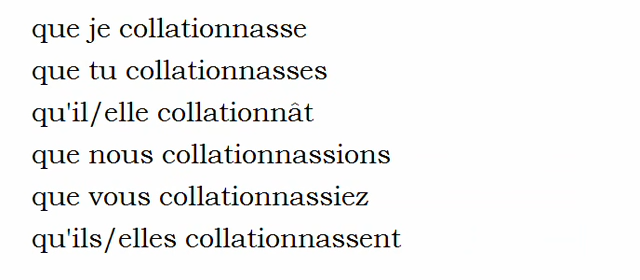 que je collationnasse
que tu collationnasses
qu'il/elle collationnât
que nous collationnassions
que vous collationnassiez
qu'ils/elles collationnassent